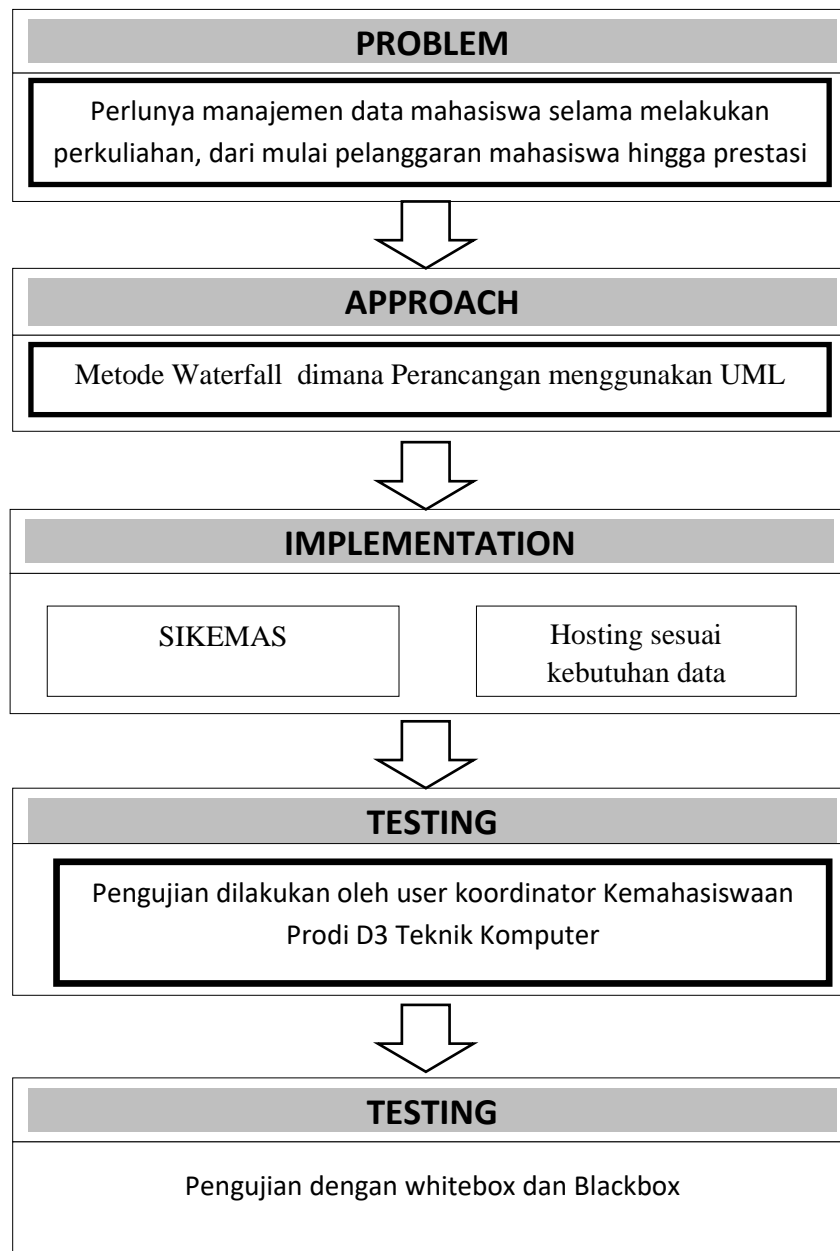 PROBLEM
Perlunya manajemen data mahasiswa selama melakukan
perkuliahan, dari mulai pelanggaran mahasiswa hingga prestasi
APPROACH
Metode Waterfall dimana Perancangan menggunakan UML
IMPLEMENTATION
SIKEMAS
Hosting sesuai
kebutuhan data
TESTING
Pengujian dilakukan oleh user koordinator Kemahasiswaan
Prodi D3 Teknik Komputer
TESTING
Pengujian dengan whitebox dan Blackbox